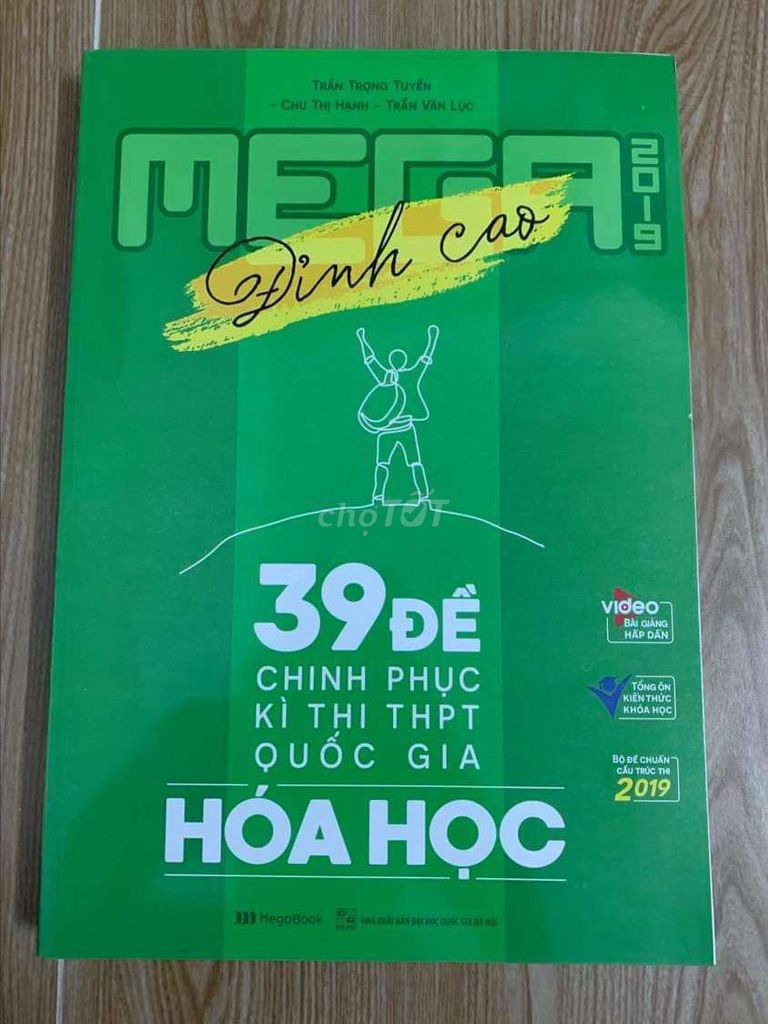 TRẦN TRỌNG TUYỂN
- CHU THỊ HẠNH - TRẦN VĂN LỤC
MEGA 2019
Đỉnh cao
chợTỐT
39 ĐỀ
CHINH PHỤC
KÌ THI THPT
QUỐC GIA
HÓA HỌC
video
BÀI GIẢNG
HẤP DẪN
TỔNG ÔN
KIẾN THỨC
KHÓA HỌC
BỘ ĐỀ CHUẨN
CẤU TRÚC THI
2019
MegaBook
NHÀ XUẤT BẢN ĐẠI HỌC QUỐC GIA HÀ NỘI